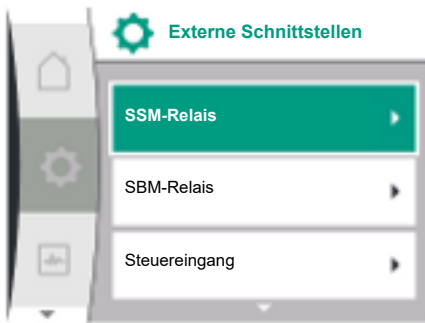 Externe Schnittstellen
SSM-Relais
SBM-Relais
Steuereingang